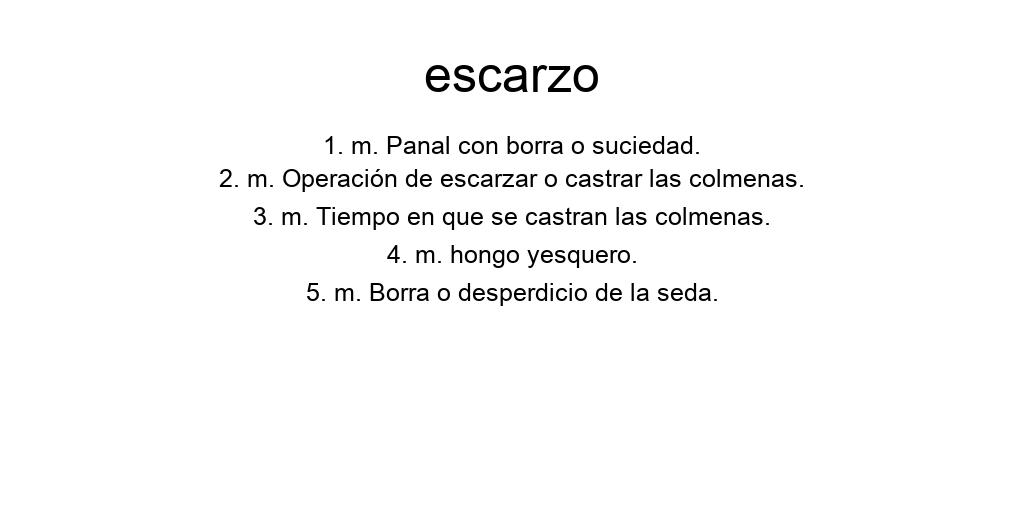 escarzo
1. m. Panal con borra o suciedad.
2. m. Operación de escarzar o castrar las colmenas.
3. m. Tiempo en que se castran las colmenas.
4. m. hongo yesquero.
5. m. Borra o desperdicio de la seda.